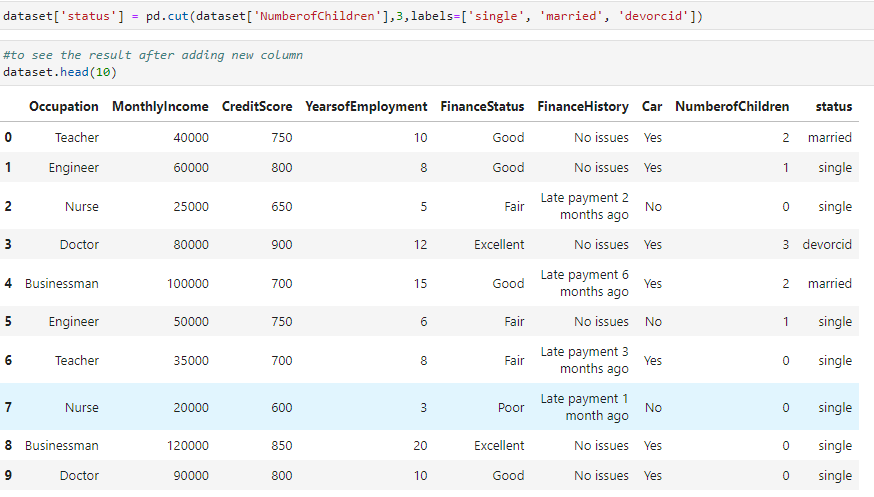 dataset['status'] = pd.cut(dataset['NumberofChildren'],3,labels=['single', 'married', 'devorcid'])
#to see the result after adding new column
dataset.head(10)
Occupation MonthlyIncome CreditScore YearsofEmployment FinanceStatus FinanceHistory Car NumberofChildren status
0 Teacher 40000 750 10 Good No issues Yes 2 married
1 Engineer 60000 800 8 Good No issues Yes 1 single
2 Nurse 25000 650 5 Fair Late payment 2 months ago No 0 single
3 Doctor 80000 900 12 Excellent No issues Yes 3 devorcid
4 Businessman 100000 700 15 Good Late payment 6 months ago Yes 2 married
5 Engineer 50000 750 6 Fair No issues No 1 single
6 Teacher 35000 700 8 Fair Late payment 3 months ago Yes 0 single
7 Nurse 20000 600 3 Poor Late payment 1 month ago No 0 single
8 Businessman 120000 850 20 Excellent No issues Yes 0 single
9 Doctor 90000 800 10 Good No issues Yes 0 single